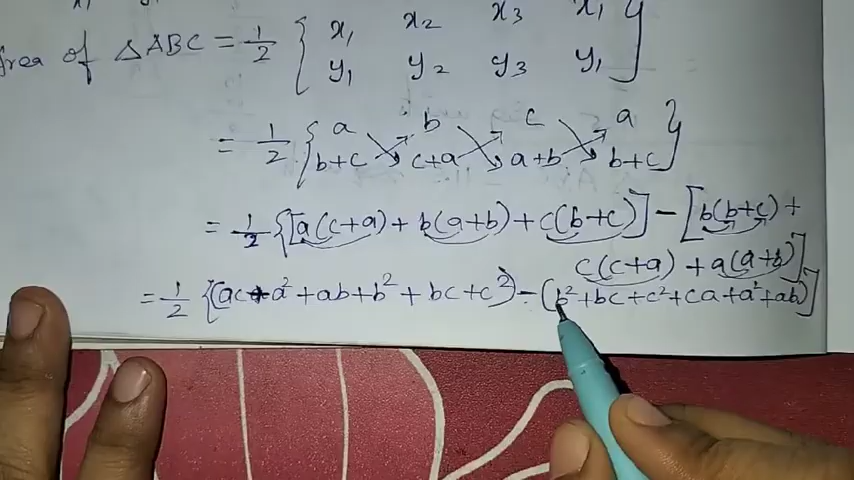 Area of △ABC = 1/2 { x₁ x₂ x₃ x₁
y₁ y₂ y₃ y₁ }
= 1/2 { a b c a
b+c c+a a+b b+c }
= 1/2 {[a(c+a) + b(a+b) + c(b+c)] - [b(b+c) +
c(c+a) + a(a+b)]
= 1/2 {(ac+a²+ab+b²+bc+c²) - (b²+bc+c²+ca+a²+ab)}